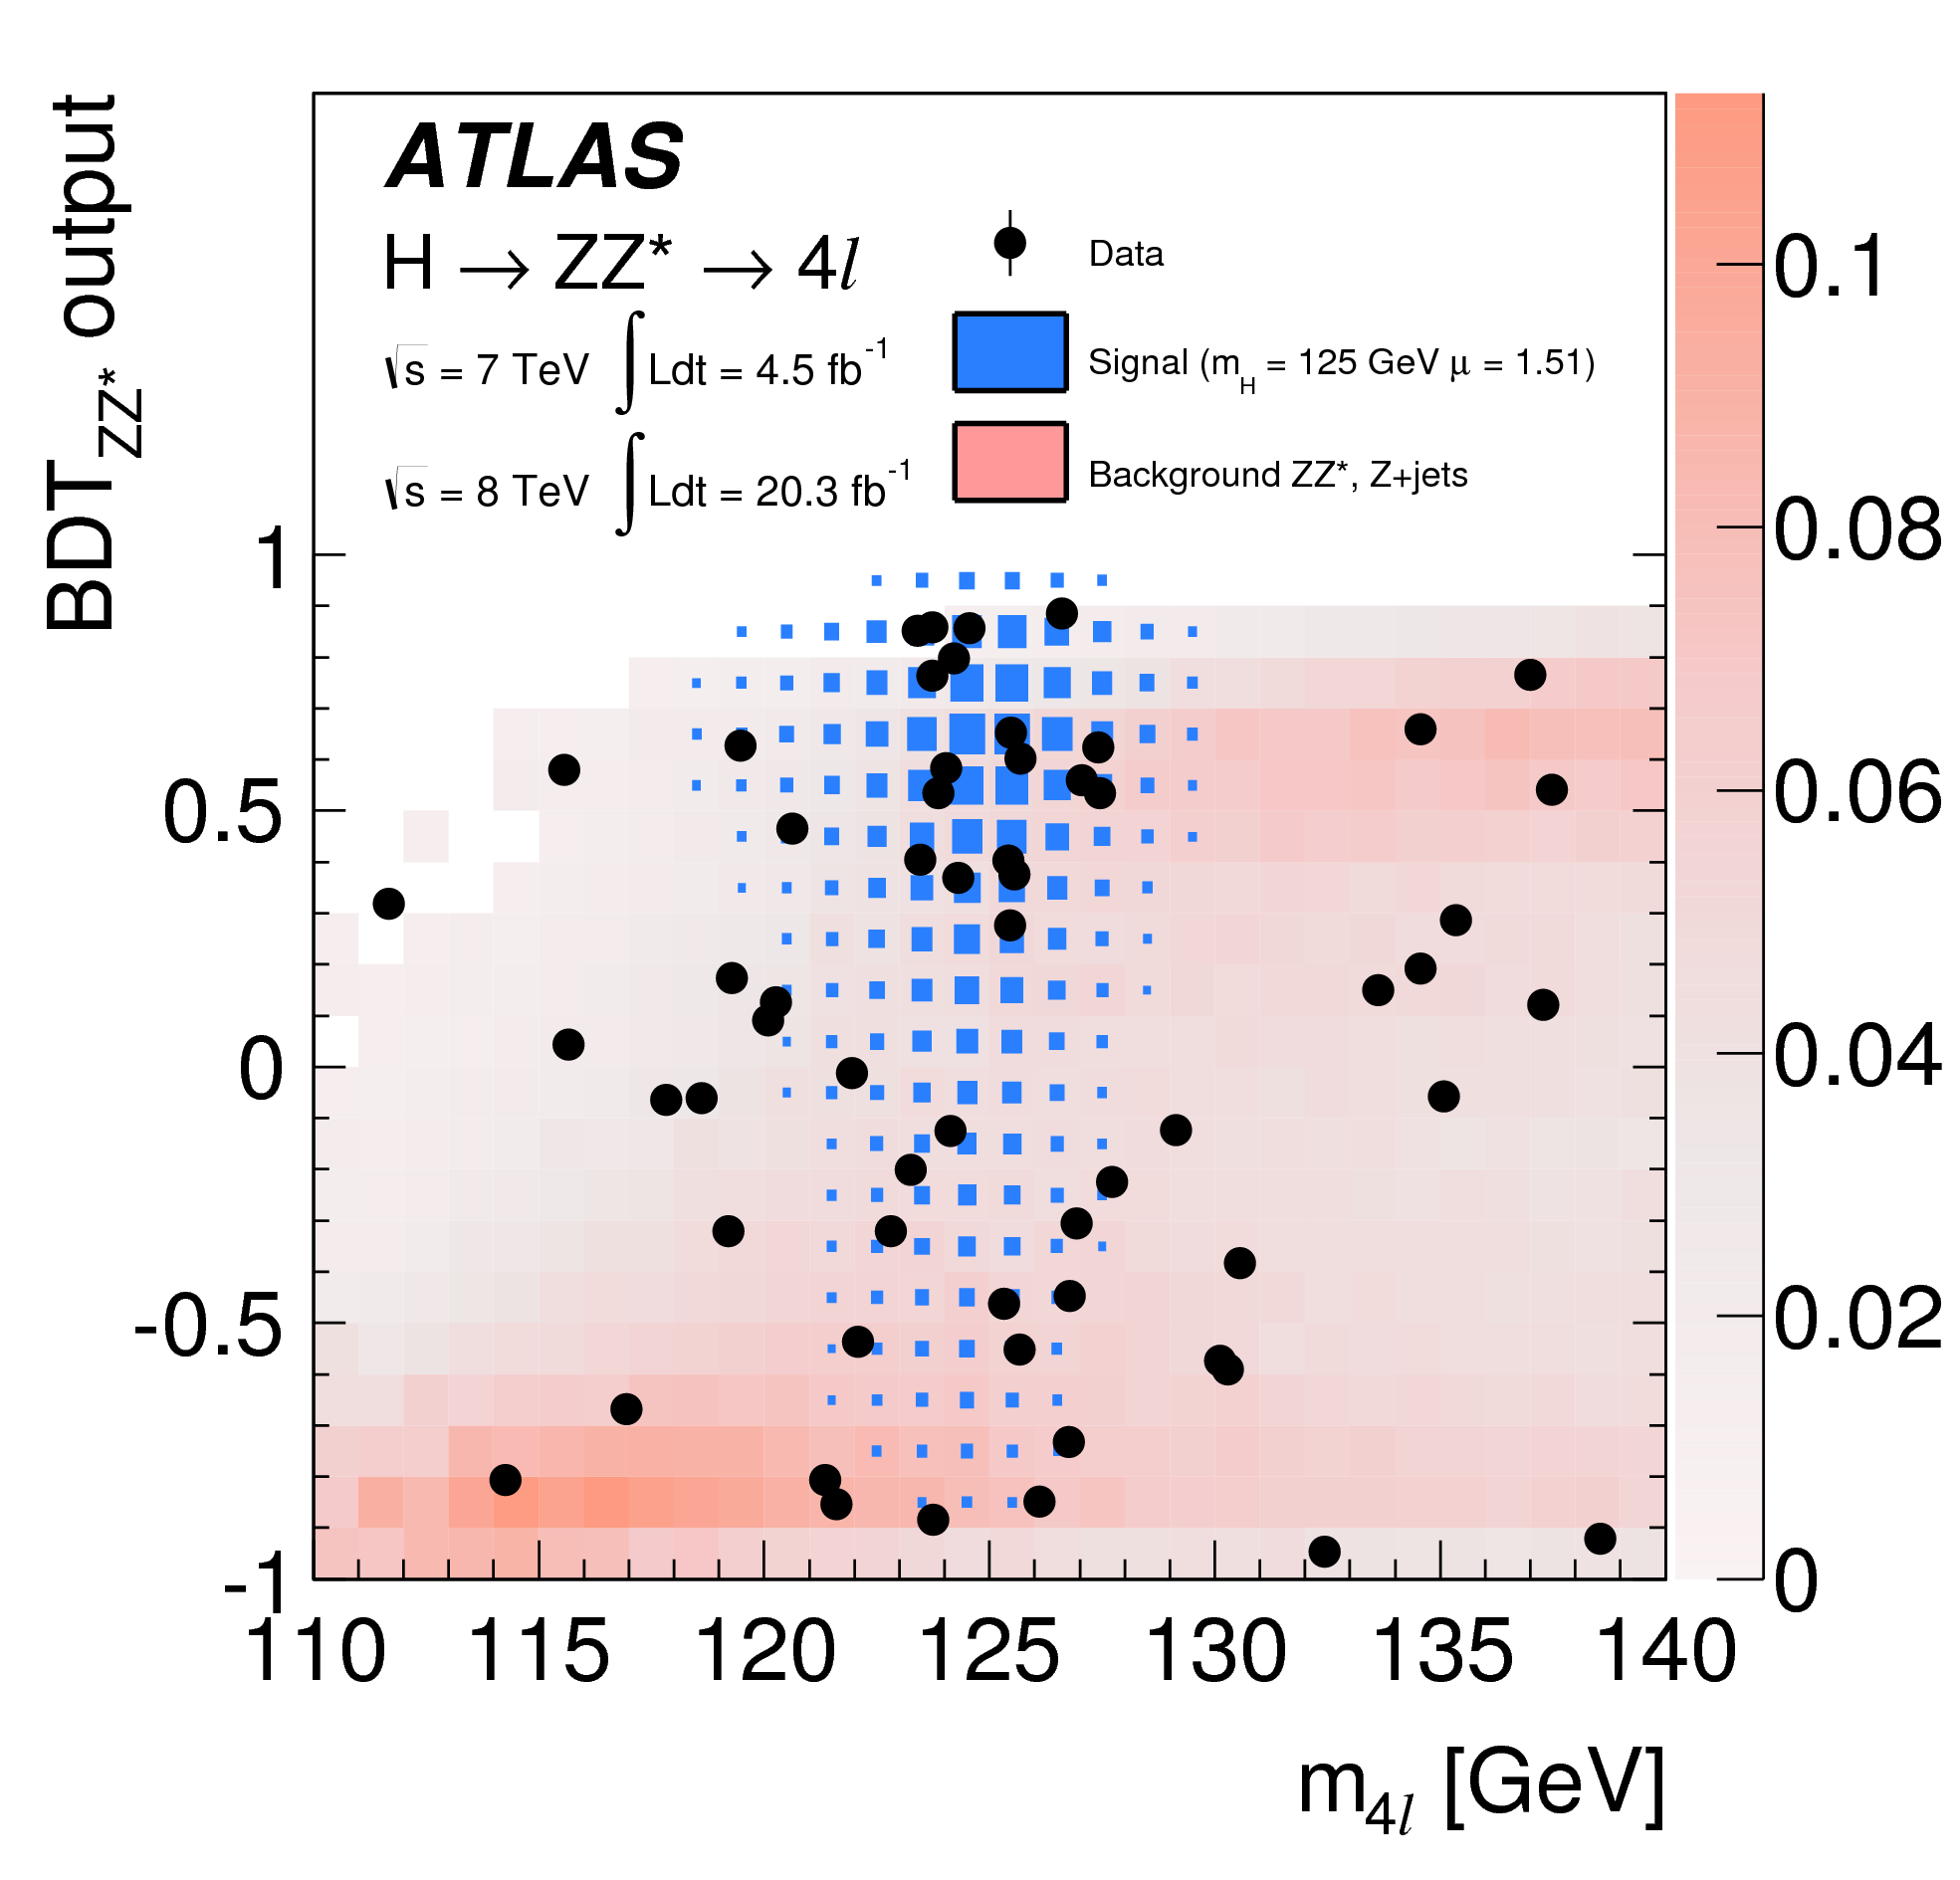 ATLAS
H → ZZ* → 4l
√s = 7 TeV ∫Ldt = 4.5 fb⁻¹
√s = 8 TeV ∫Ldt = 20.3 fb⁻¹
Data
Signal (m_H = 125 GeV μ = 1.51)
Background ZZ*, Z+jets
BDT_ZZ* output
1
0.5
0
-0.5
-1
110 115 120 125 130 135 140
m_4l [GeV]
0.1
0.08
0.06
0.04
0.02
0